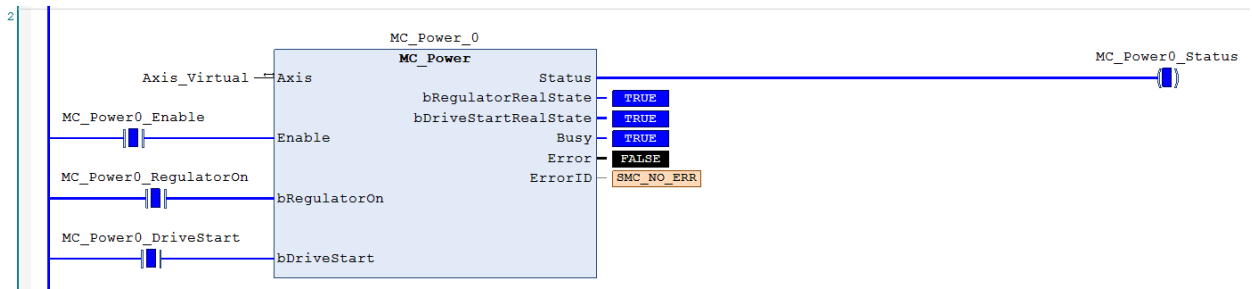 2
MC_Power_0
MC_Power
MC_Power0_Status
Axis_Virtual Axis Status
bRegulatorRealState TRUE
MC_Power0_Enable bDriveStartRealState TRUE
Enable Busy TRUE
Error FALSE
MC_Power0_RegulatorOn ErrorID SMC_NO_ERR
bRegulatorOn
MC_Power0_DriveStart
bDriveStart